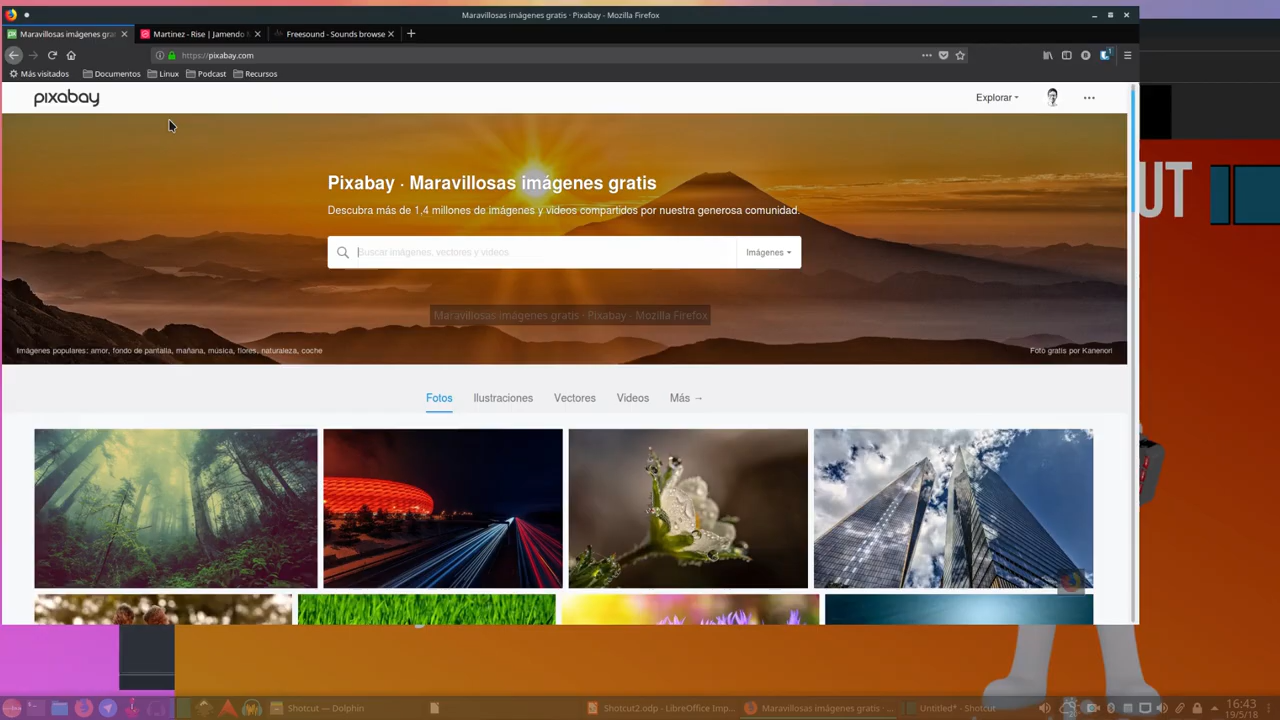 Maravillosas imágenes gratis · Pixabay - Mozilla Firefox
Maravillosas imágenes gra
Martinez - Rise | Jamendo
Freesound - Sounds browse
https://pixabay.com
Más visitados
Documentos
Linux
Podcast
Recursos
pixabay
Explorar
Pixabay · Maravillosas imágenes gratis
Descubra más de 1,4 millones de imágenes y videos compartidos por nuestra generosa comunidad.
Buscar imágenes, vectores y videos
Imágenes
Maravillosas imágenes gratis · Pixabay - Mozilla Firefox
Imágenes populares: amor, fondo de pantalla, mañana, música, flores, naturaleza, coche
Foto gratis por Kanenori
Fotos
Ilustraciones
Vectores
Videos
Más →
UT
Shotcut — Dolphin
Shotcut2.odp - LibreOffice Imp...
Maravillosas imágenes gratis · ...
Untitled* - Shotcut
16:43
19/5/18